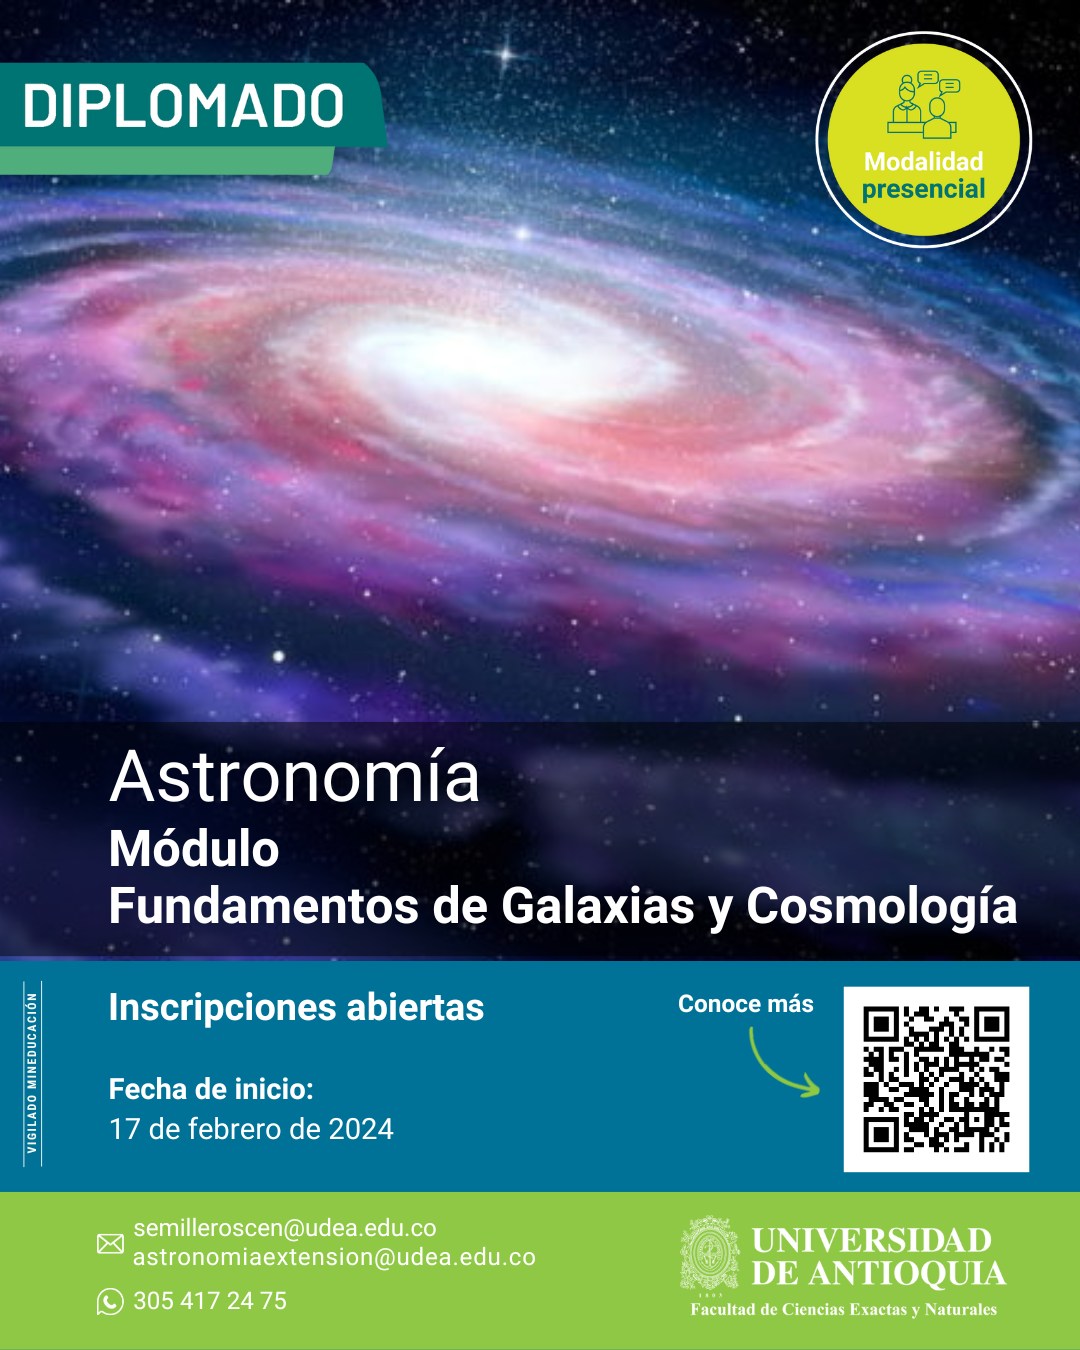 DIPLOMADO
Modalidad
presencial
Astronomía
Módulo
Fundamentos de Galaxias y Cosmología
VIGILADO MINEDUCACIÓN
Inscripciones abiertas
Conoce más
Fecha de inicio:
17 de febrero de 2024
semilleroscen@udea.edu.co
astronomiaextension@udea.edu.co
305 417 24 75
UNIVERSIDAD
DE ANTIOQUIA
1803
Facultad de Ciencias Exactas y Naturales